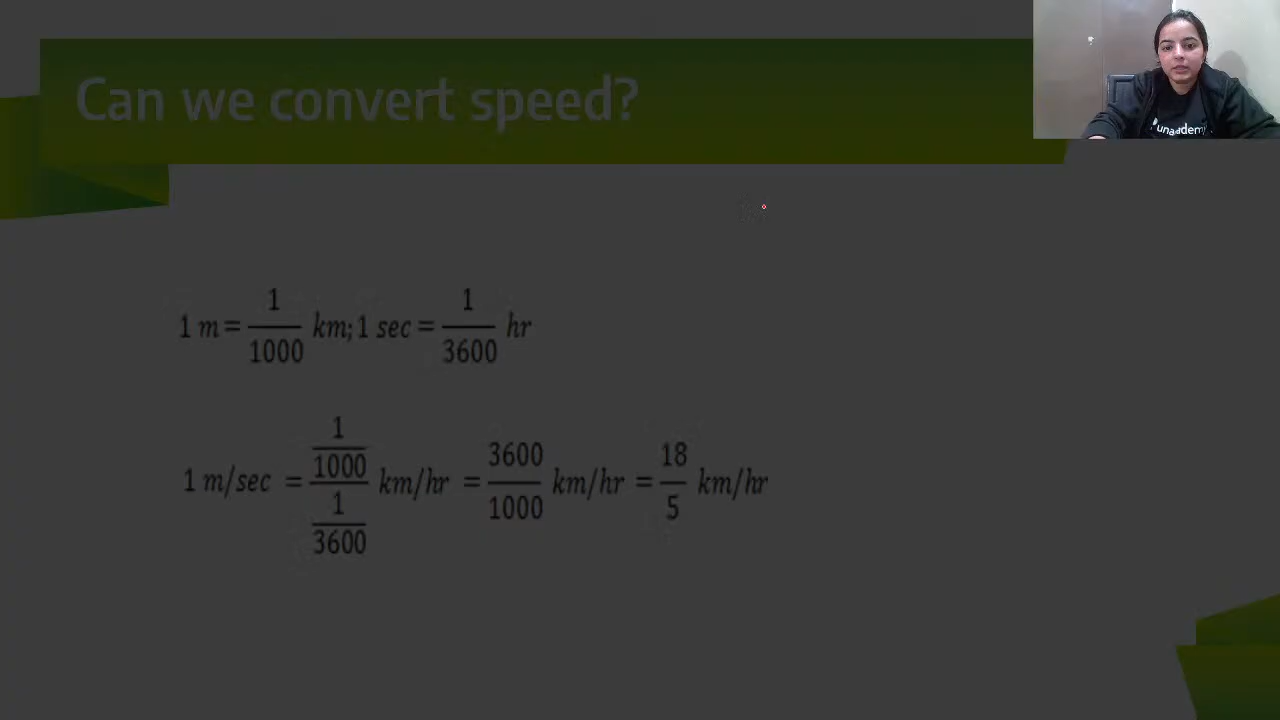 Can we convert speed?
unacademy
1 m = 1/1000 km; 1 sec = 1/3600 hr
1 m/sec = (1/1000)/(1/3600) km/hr = 3600/1000 km/hr = 18/5 km/hr